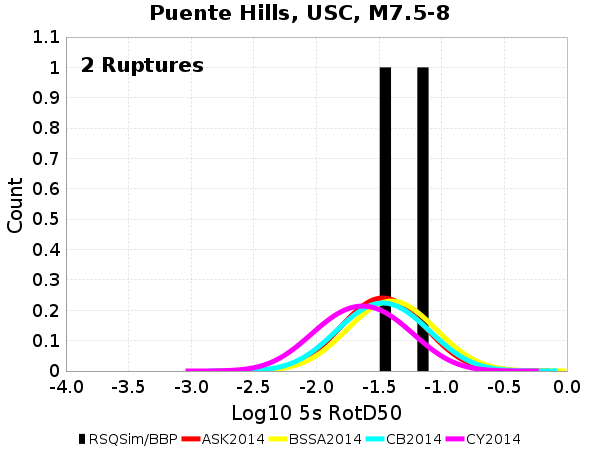 Puente Hills, USC, M7.5-8
2 Ruptures
1.1
1
0.9
0.8
0.7
0.6
0.5
0.4
0.3
0.2
0.1
0
Count
-4.0 -3.5 -3.0 -2.5 -2.0 -1.5 -1.0 -0.5 0.0
Log10 5s RotD50
RSQSim/BBP ASK2014 BSSA2014 CB2014 CY2014